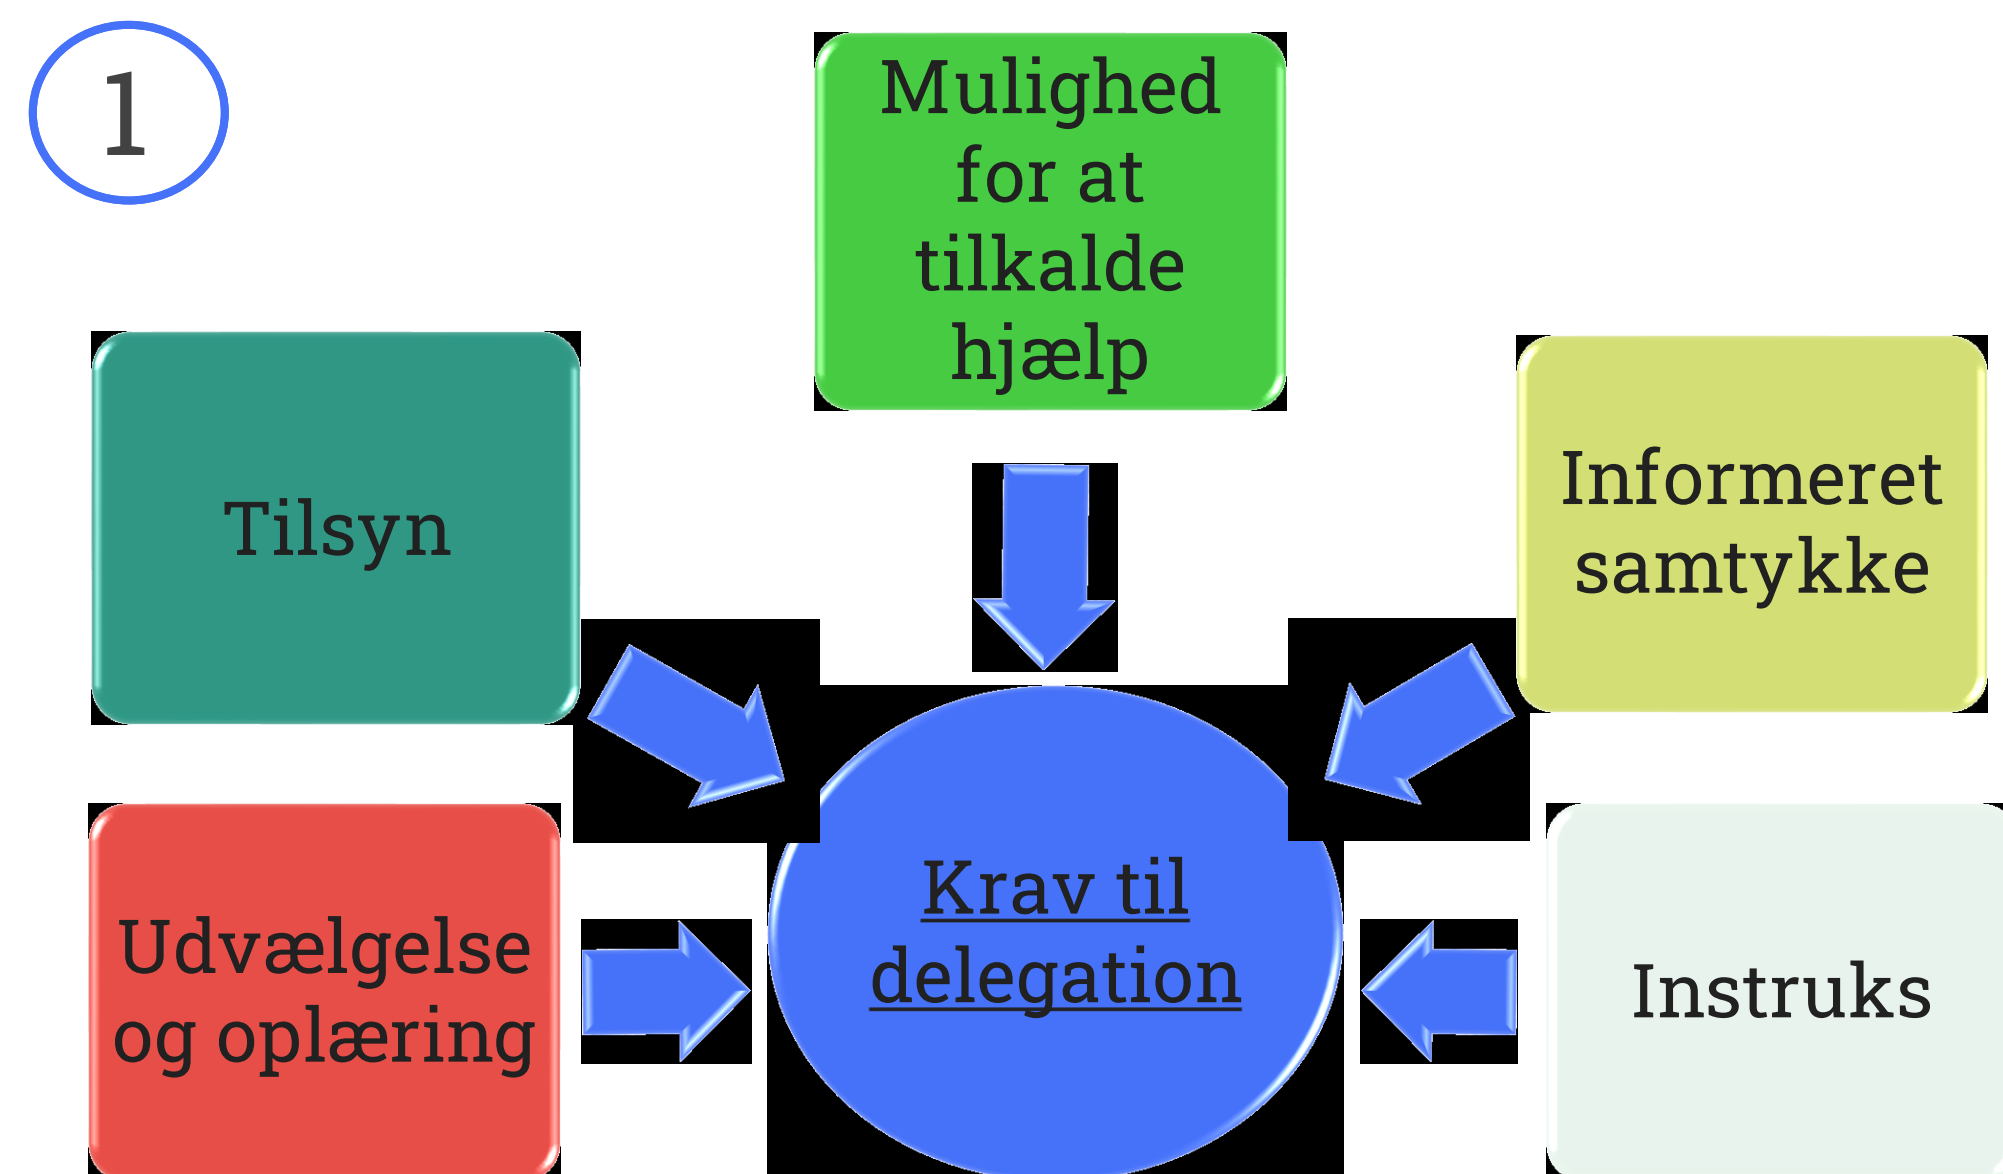 1
Mulighed
for at
tilkalde
hjælp
Tilsyn
Informeret
samtykke
Udvælgelse
og oplæring
Krav til
delegation
Instruks